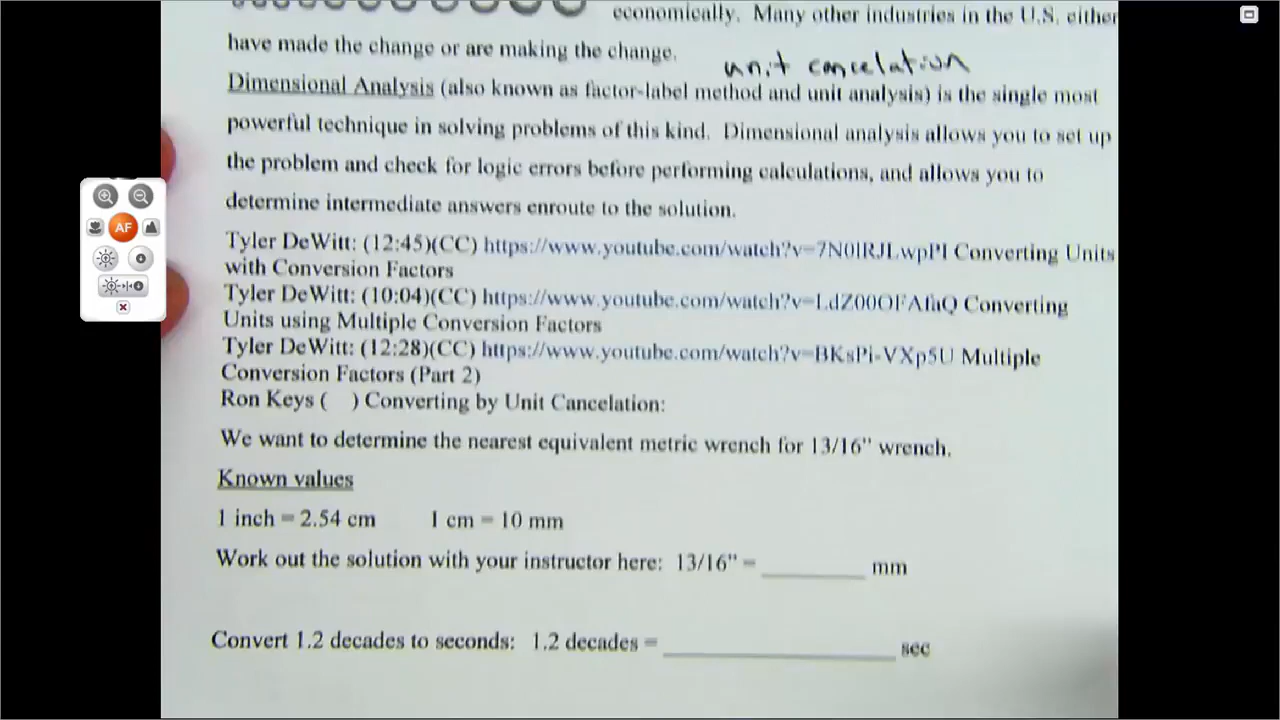 economically. Many other industries in the U.S. either
have made the change or are making the change.
unit cancelation
Dimensional Analysis (also known as factor-label method and unit analysis) is the single most
powerful technique in solving problems of this kind. Dimensional analysis allows you to set up
the problem and check for logic errors before performing calculations, and allows you to
determine intermediate answers enroute to the solution.
Tyler DeWitt: (12:45)(CC) https://www.youtube.com/watch?v=7N0lRJLwpPI Converting Units
with Conversion Factors
Tyler DeWitt: (10:04)(CC) https://www.youtube.com/watch?v=LdZ00OFAfaQ Converting
Units using Multiple Conversion Factors
Tyler DeWitt: (12:28)(CC) https://www.youtube.com/watch?v=BKsPi-VXp5U Multiple
Conversion Factors (Part 2)
Ron Keys ( ) Converting by Unit Cancelation:
We want to determine the nearest equivalent metric wrench for 13/16" wrench.
Known values
1 inch = 2.54 cm 1 cm = 10 mm
Work out the solution with your instructor here: 13/16" = ________ mm
Convert 1.2 decades to seconds: 1.2 decades = ________ sec
AF